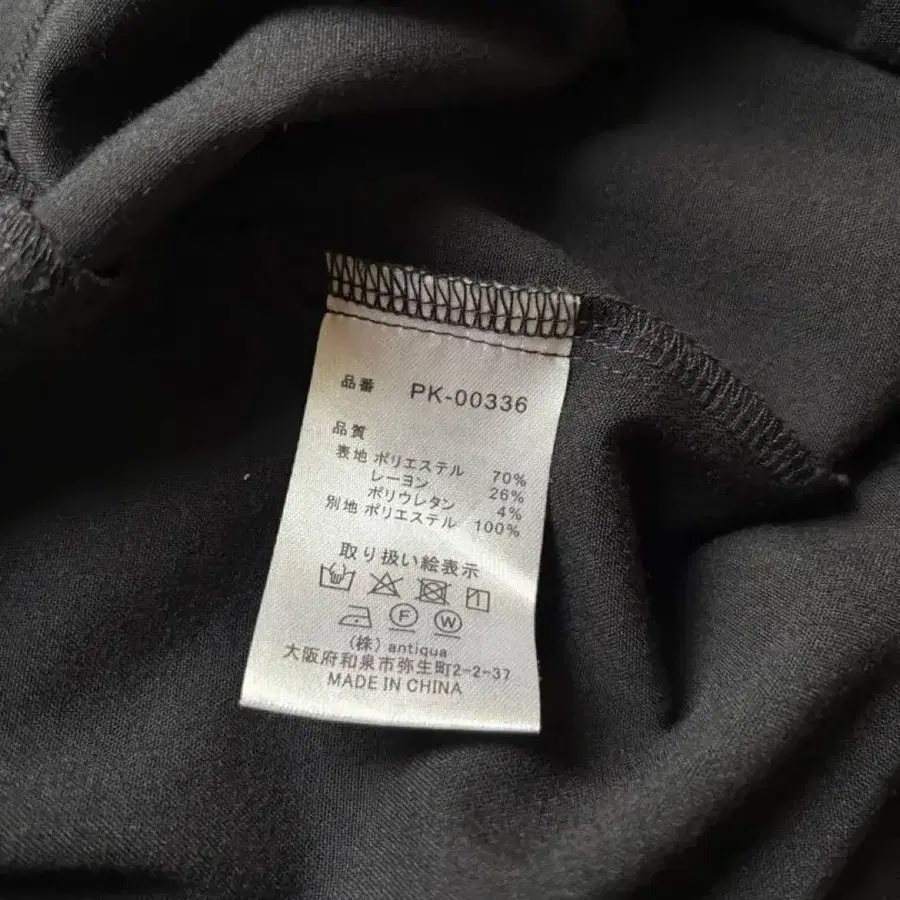 品番 PK-00336
品質
表地 ポリエステル 70%
レーヨン 26%
ポリウレタン 4%
別地 ポリエステル 100%
取り扱い絵表示
F W
(株) antiqua
大阪府和泉市弥生町2-2-37
MADE IN CHINA